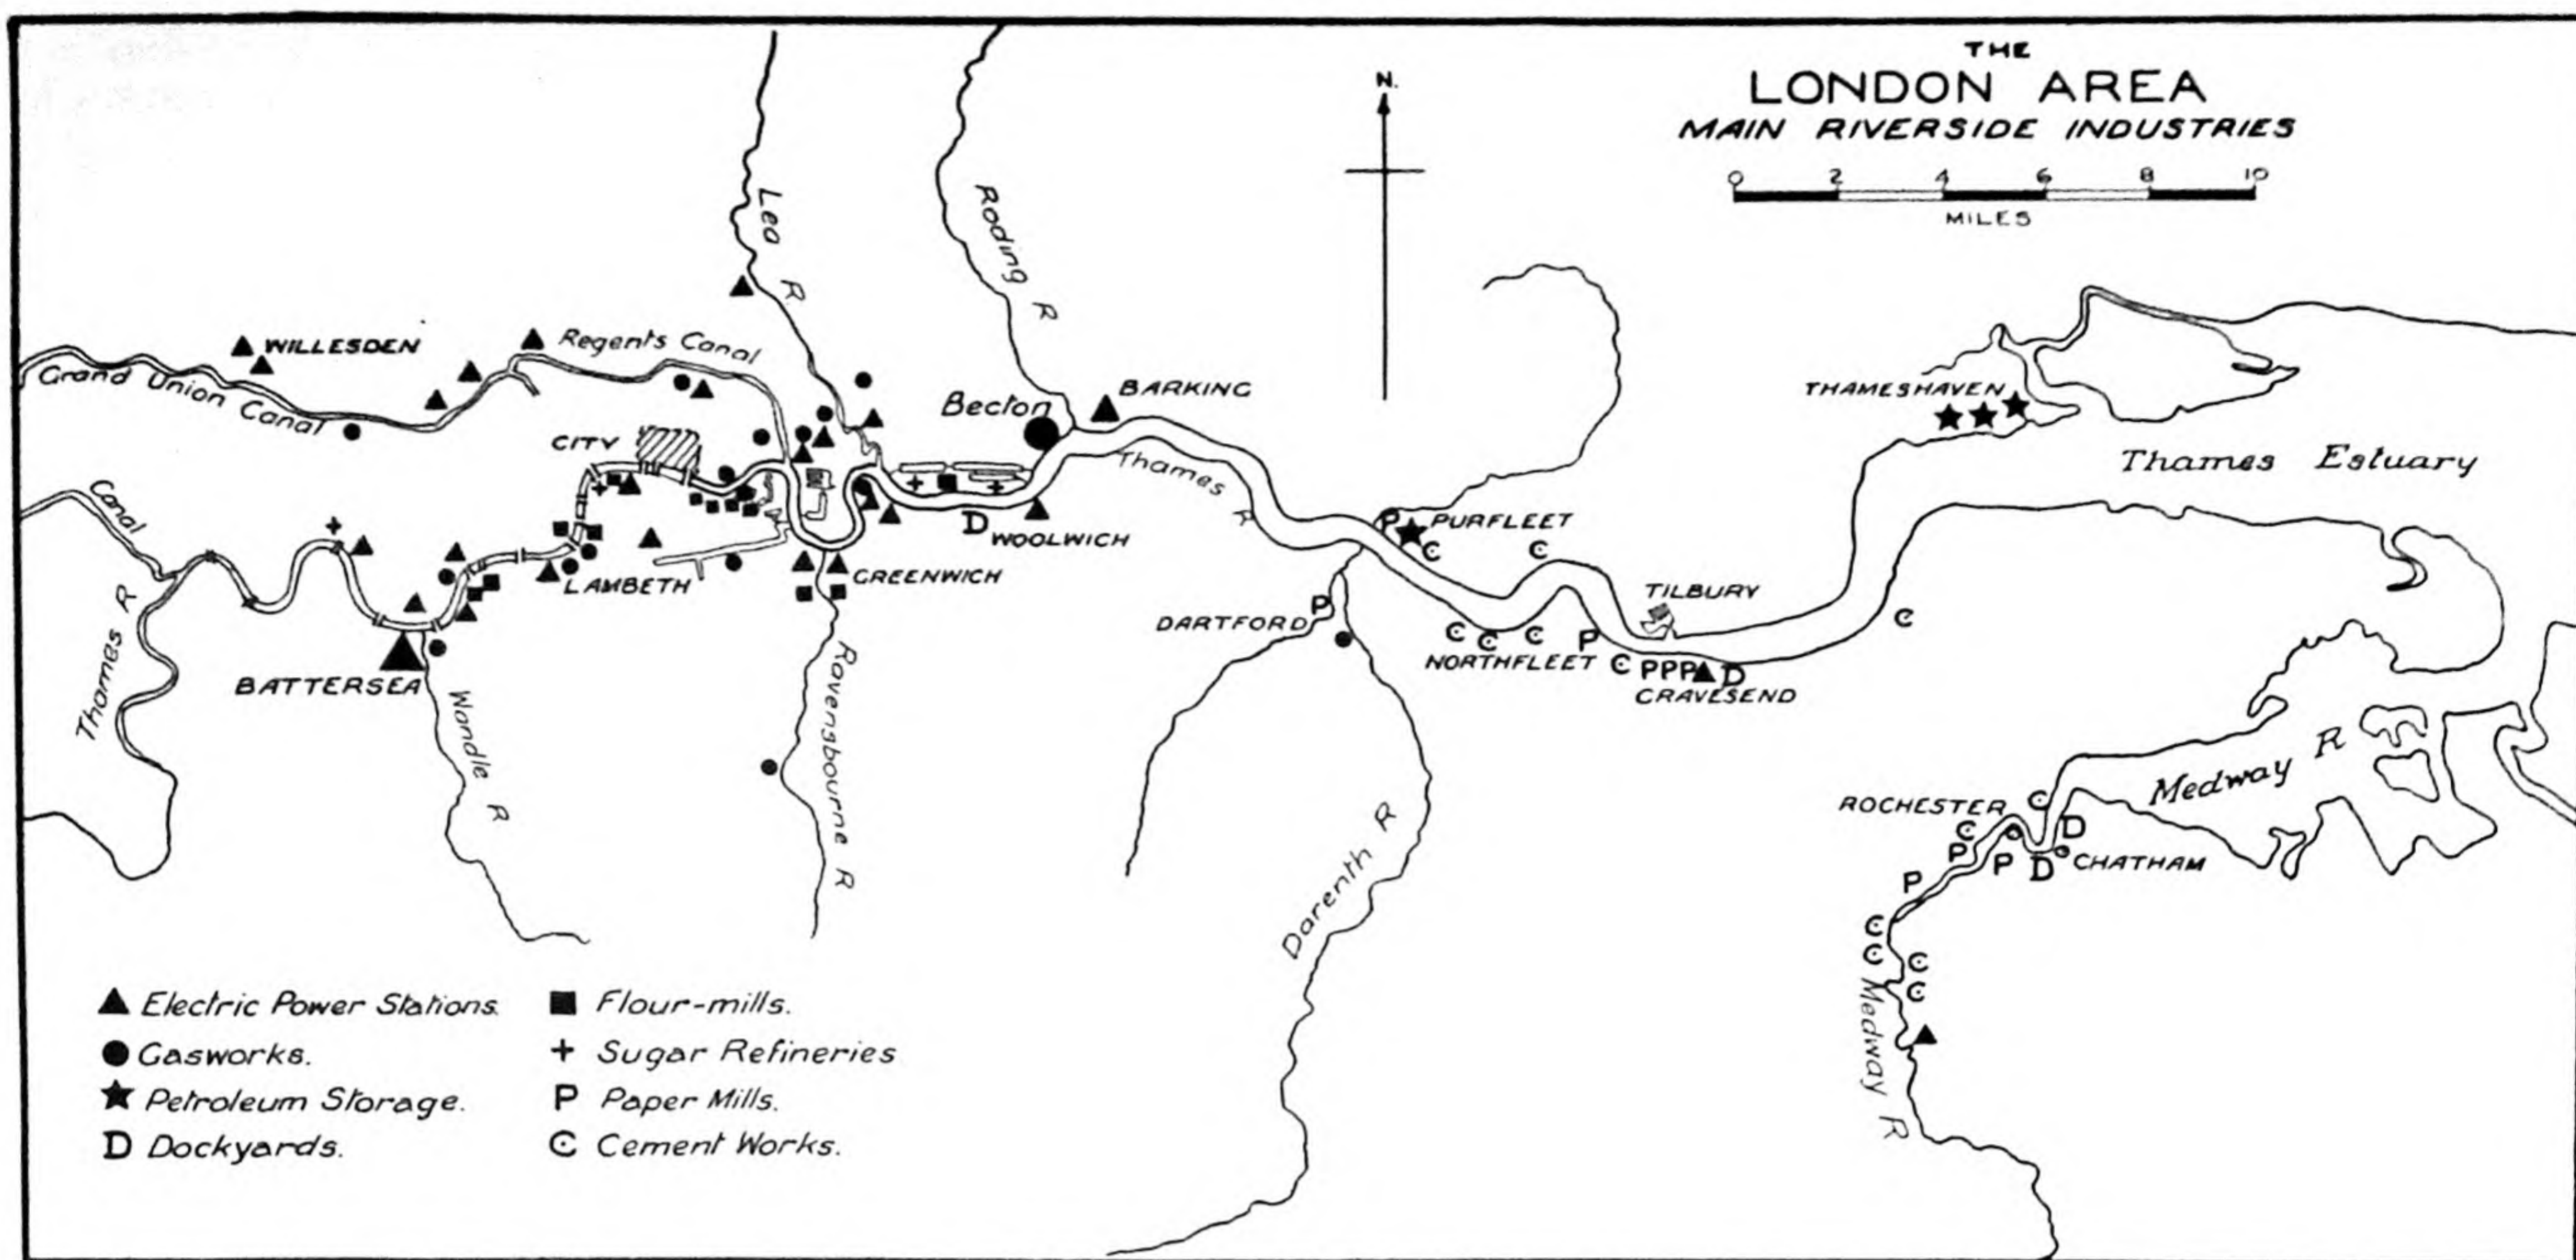 THE
LONDON AREA
MAIN RIVERSIDE INDUSTRIES
0 2 4 6 8 10
MILES
N.
Lea R
Roding R
WILLESDEN
Regents Canal
Grand Union Canal
Becton
BARKING
THAMESHAVEN
CITY
Thames R
Thames Estuary
Canal
D
WOOLWICH
P
PURFLEET
C
C
LAMBETH
GREENWICH
TILBURY
Thames R
DARTFORD
P
C C C P
C
NORTHFLEET
C PPP D
GRAVESEND
BATTERSEA
Wandle R
Ravensbourne R
Darenth R
Medway R
ROCHESTER
C
C
D
P
P
D
CHATHAM
P
C
C
C
C
Medway R
Electric Power Stations.
Gasworks.
Petroleum Storage.
D Dockyards.
Flour-mills.
+ Sugar Refineries
P Paper Mills.
C Cement Works.